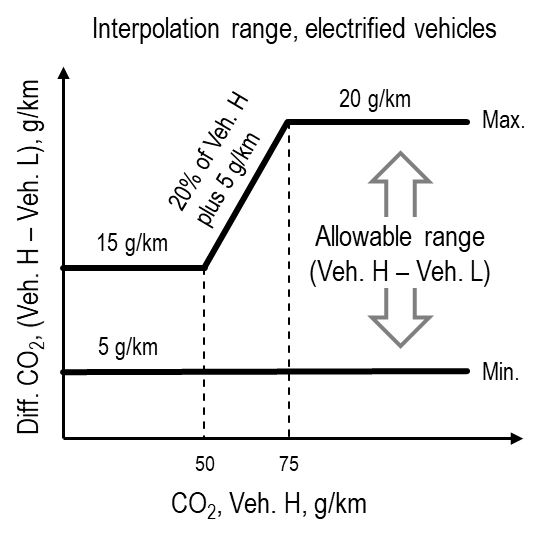 Interpolation range, electrified vehicles
Diff. CO₂, (Veh. H – Veh. L), g/km
20% of Veh. H
plus 5 g/km
20 g/km
Max.
15 g/km
Allowable range
(Veh. H – Veh. L)
5 g/km
Min.
50
75
CO₂, Veh. H, g/km